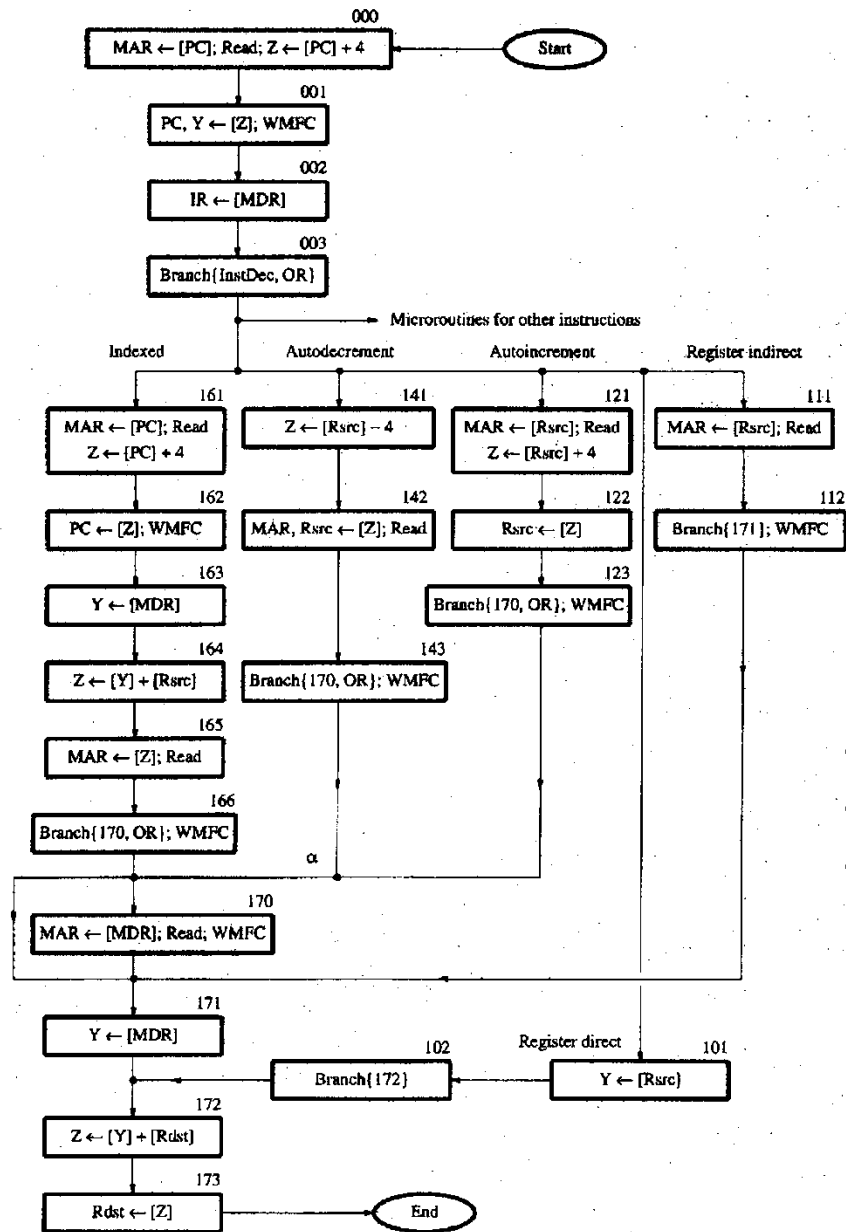 000
MAR ← [PC]; Read; Z ← [PC] + 4
Start
001
PC, Y ← [Z]; WMFC
002
IR ← [MDR]
003
Branch{InstDec, OR}
Microroutines for other instructions
Indexed
Autodecrement
Autoincrement
Register indirect
161
MAR ← [PC]; Read
Z ← [PC] + 4
141
Z ← [Rsrc] − 4
121
MAR ← [Rsrc]; Read
Z ← [Rsrc] + 4
111
MAR ← [Rsrc]; Read
162
PC ← [Z]; WMFC
142
MAR, Rsrc ← [Z]; Read
122
Rsrc ← [Z]
112
Branch{171}; WMFC
163
Y ← [MDR]
123
Branch{170, OR}; WMFC
164
Z ← [Y] + [Rsrc]
143
Branch{170, OR}; WMFC
165
MAR ← [Z]; Read
166
Branch{170, OR}; WMFC
α
170
MAR ← [MDR]; Read; WMFC
171
Y ← [MDR]
Register direct
102
Branch{172}
101
Y ← [Rsrc]
172
Z ← [Y] + [Rdst]
173
Rdst ← [Z]
End